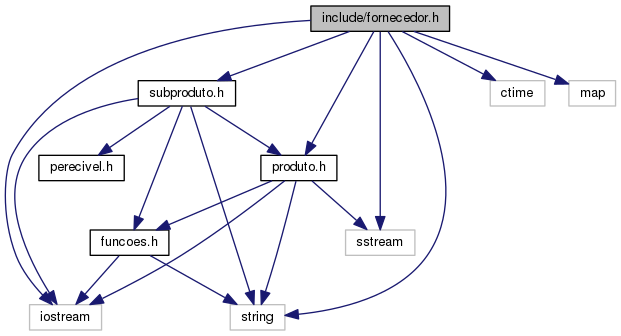 include/fornecedor.h
subproduto.h
ctime
map
perecivel.h
produto.h
funcoes.h
sstream
iostream
string